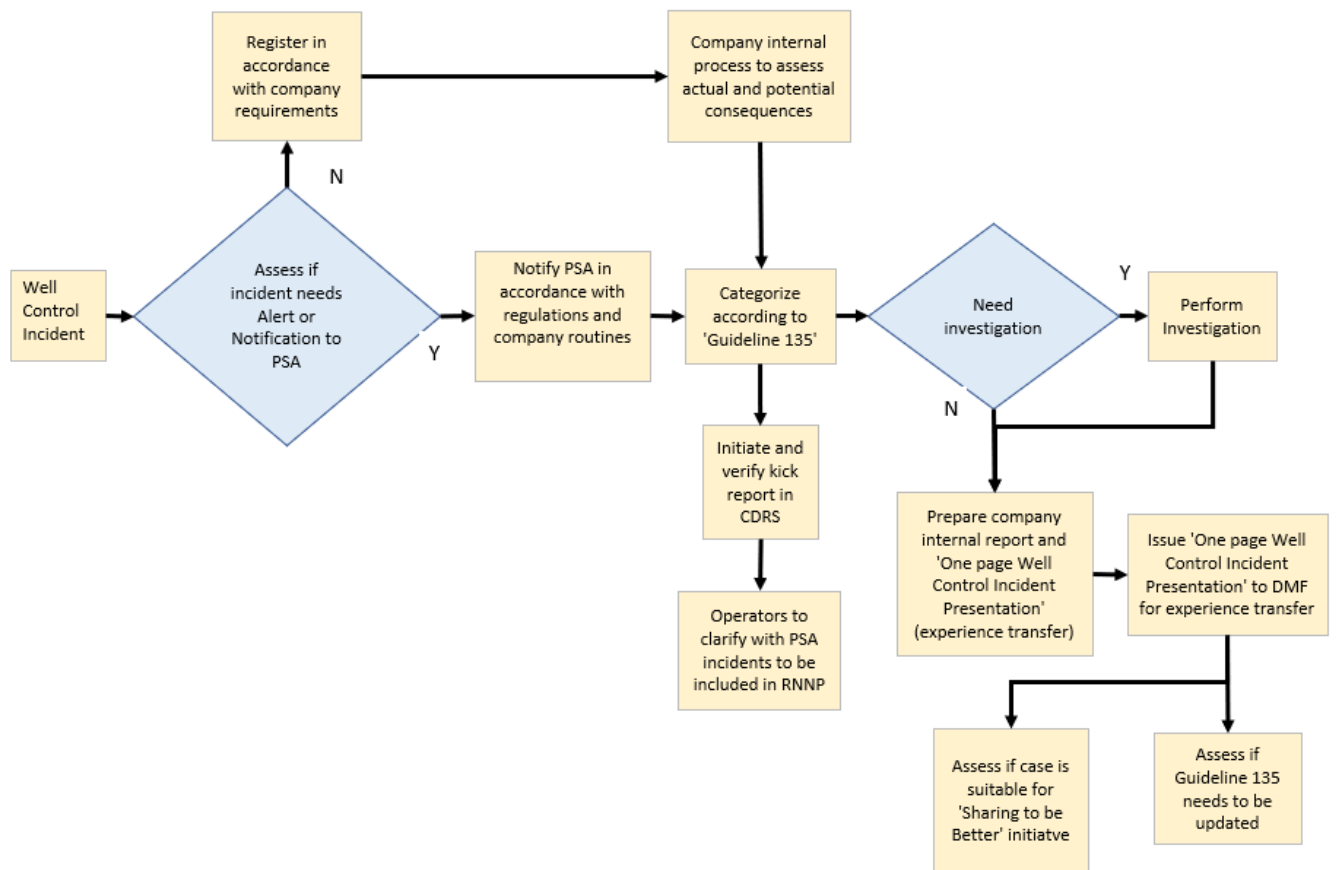 Register in
accordance
with company
requirements
Company internal
process to assess
actual and potential
consequences
N
Well
Control
Incident
Assess if
incident needs
Alert or
Notification to
PSA
Y
Notify PSA in
accordance with
regulations and
company routines
Categorize
according to
'Guideline 135'
Need
investigation
Y
Perform
Investigation
N
Initiate and
verify kick
report in
CDRS
Operators to
clarify with PSA
incidents to be
included in RNNP
Prepare company
internal report and
'One page Well
Control Incident
Presentation'
(experience transfer)
Issue 'One page Well
Control Incident
Presentation' to DMF
for experience transfer
Assess if case is
suitable for
'Sharing to be
Better' initiatve
Assess if
Guideline 135
needs to be
updated